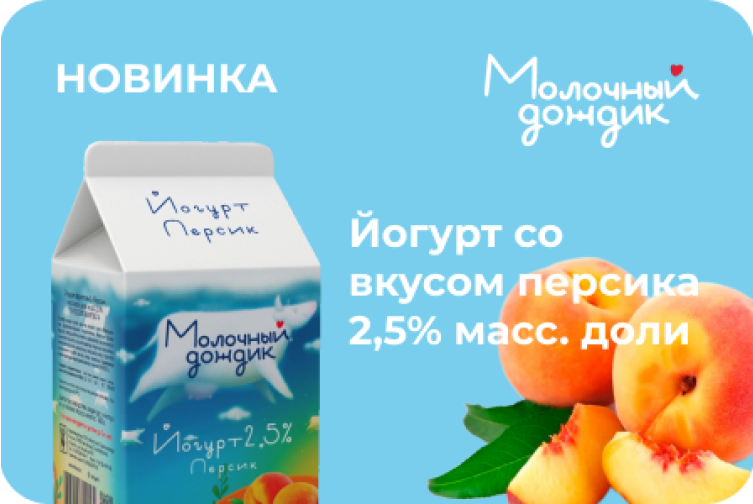 НОВИНКА
Молочный
дождик
Йогурт
Персик
Йогурт со
вкусом персика
2,5% масс. доли
Молочный
дождик
Йогурт 2,5%
Персик